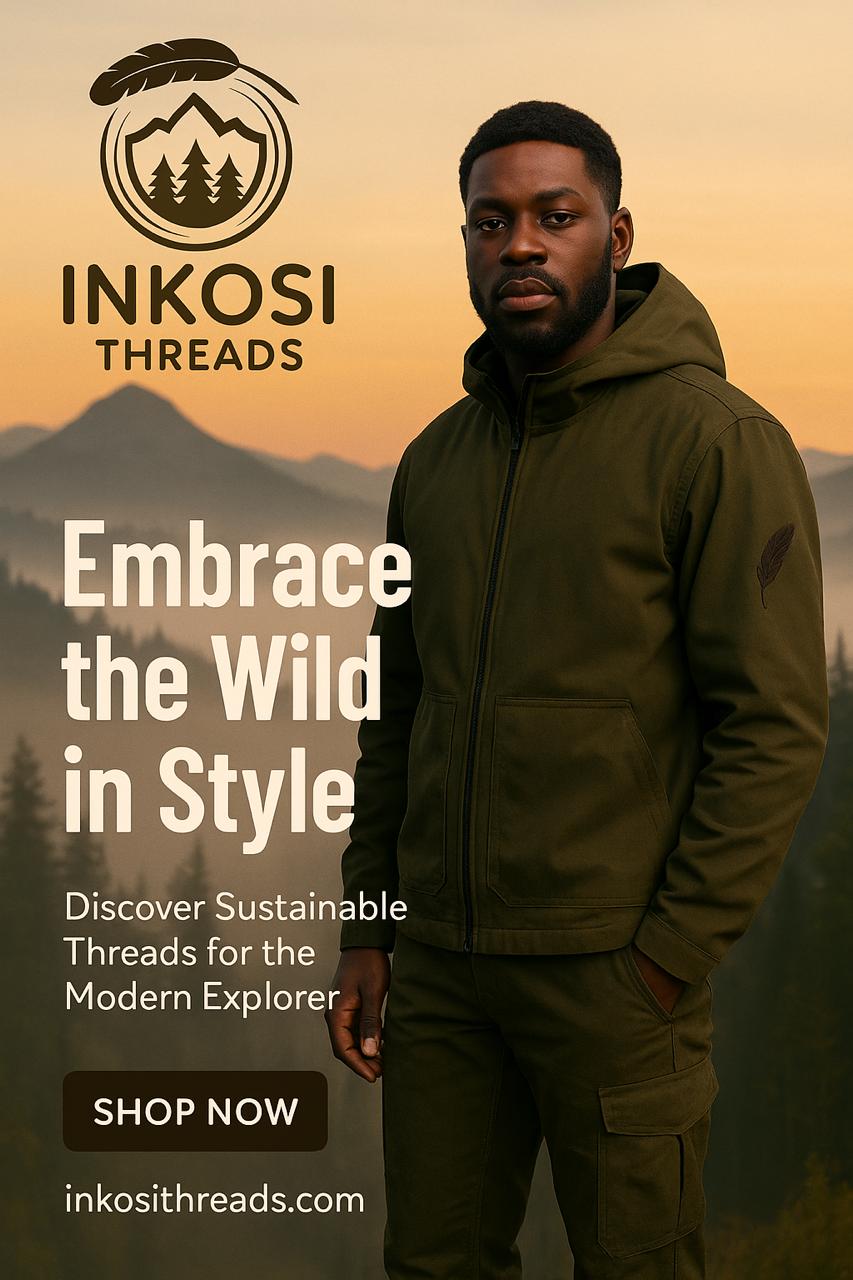 INKOSI
THREADS
Embrace
the Wild
in Style
Discover Sustainable
Threads for the
Modern Explorer
SHOP NOW
inkosithreads.com